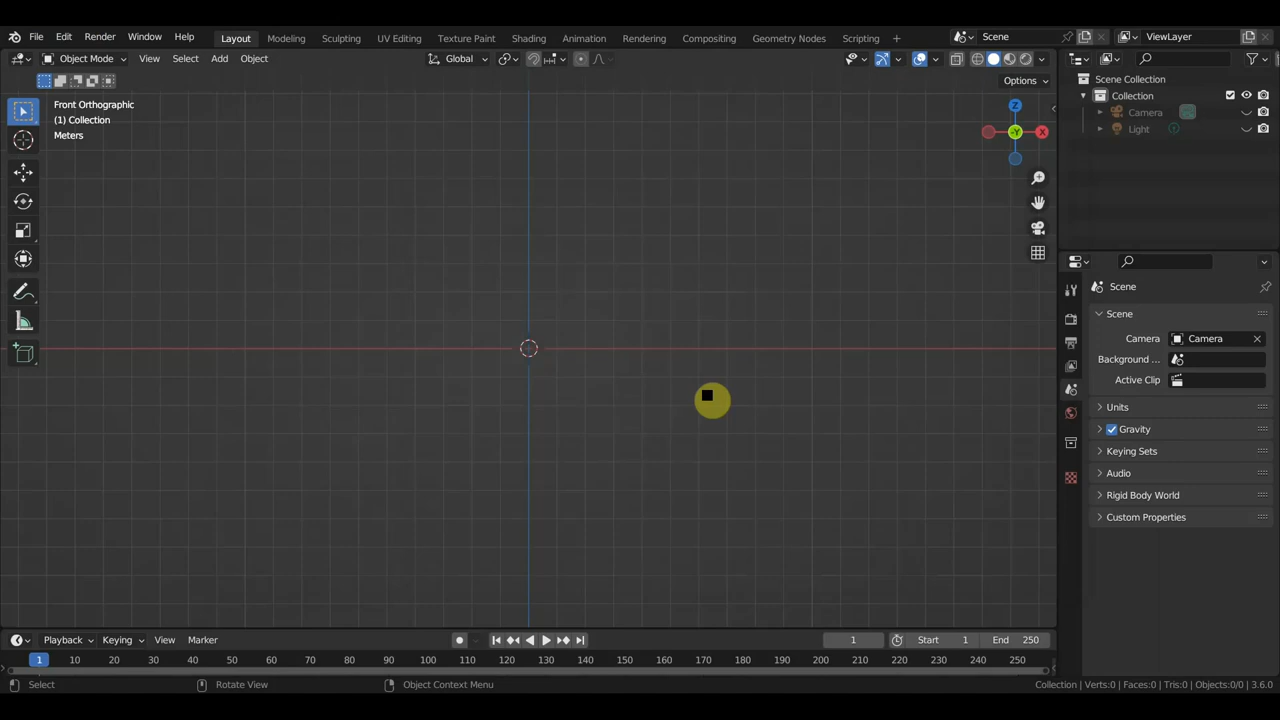 File Edit Render Window Help Layout Modeling Sculpting UV Editing Texture Paint Shading Animation Rendering Compositing Geometry Nodes Scripting + Scene ViewLayer
Object Mode View Select Add Object Global
Options
Front Orthographic
(1) Collection
Meters
Z
-Y X
Scene Collection
Collection
Camera
Light
Scene
Scene
Camera Camera
Background ...
Active Clip
Units
Gravity
Keying Sets
Audio
Rigid Body World
Custom Properties
Playback Keying View Marker 1 Start 1 End 250
1 10 20 30 40 50 60 70 80 90 100 110 120 130 140 150 160 170 180 190 200 210 220 230 240 250
Select Rotate View Object Context Menu Collection | Verts:0 | Faces:0 | Tris:0 | Objects:0/0 | 3.6.0